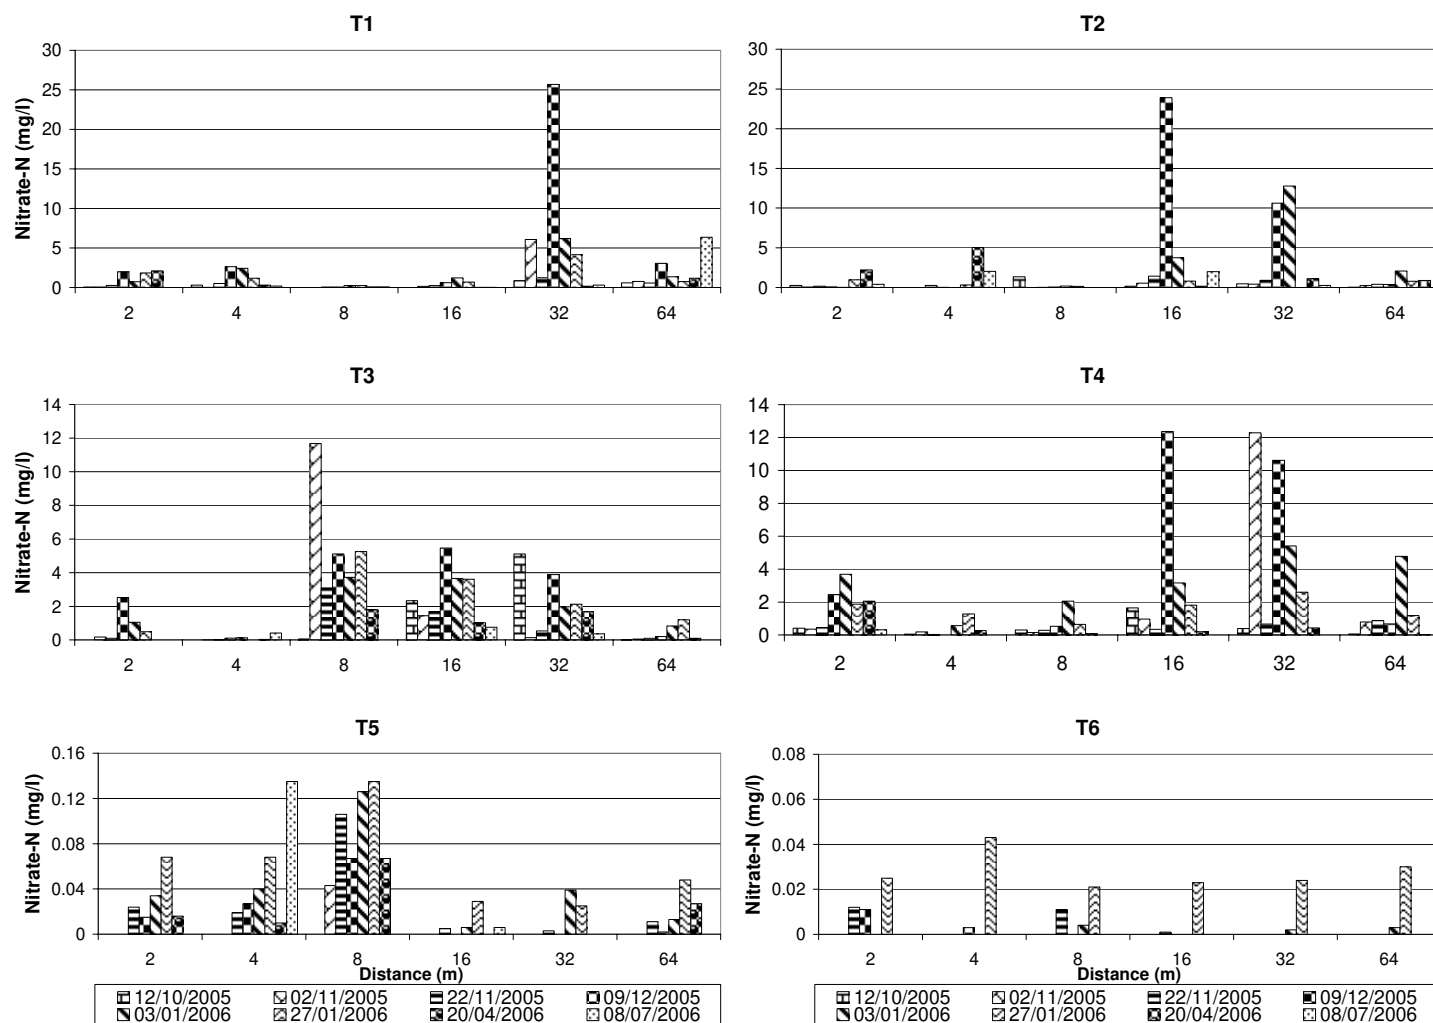 T1
T2
Nitrate-N (mg/l)
30
25
20
15
10
5
0
2 4 8 16 32 64
30
25
20
15
10
5
0
2 4 8 16 32 64
T3
T4
Nitrate-N (mg/l)
14
12
10
8
6
4
2
0
2 4 8 16 32 64
14
12
10
8
6
4
2
0
2 4 8 16 32 64
T5
T6
Nitrate-N (mg/l)
0.16
0.12
0.08
0.04
0
2 4 8 16 32 64
Distance (m)
Nitrate-N (mg/l)
0.08
0.06
0.04
0.02
0
2 4 8 16 32 64
Distance (m)
12/10/2005 02/11/2005 22/11/2005 09/12/2005
03/01/2006 27/01/2006 20/04/2006 08/07/2006
12/10/2005 02/11/2005 22/11/2005 09/12/2005
03/01/2006 27/01/2006 20/04/2006 08/07/2006